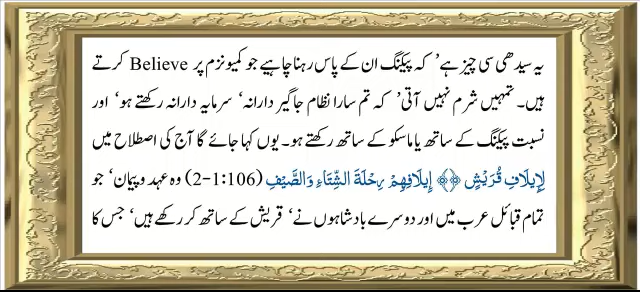 یہ سیدھی سی چیز ہے’ کہ پیکنگ ان کے پاس رہنا چاہیے جو کمیونزم پر Believe کرتے
ہیں۔ تمہیں شرم نہیں آتی’ کہ تم سارا نظام جاگیر دارانہ‘ سرمایہ دارانہ رکھتے ہو‘ اور
نسبت پیکنگ کے ساتھ یا ماسکو کے ساتھ رکھتے ہو۔ یوں کہا جائے گا آج کی اصطلاح میں
لِإِيلَافِ قُرَيْشٍ ﴿﴾ إِيلَافِهِمْ رِحْلَةَ الشِّتَاءِ وَالصَّيْفِ (106:1-2) وہ عہد و پیمان‘ جو
تمام قبائل عرب میں اور دوسرے بادشاہوں نے‘ قریش کے ساتھ کر رکھے ہیں‘ جس کا